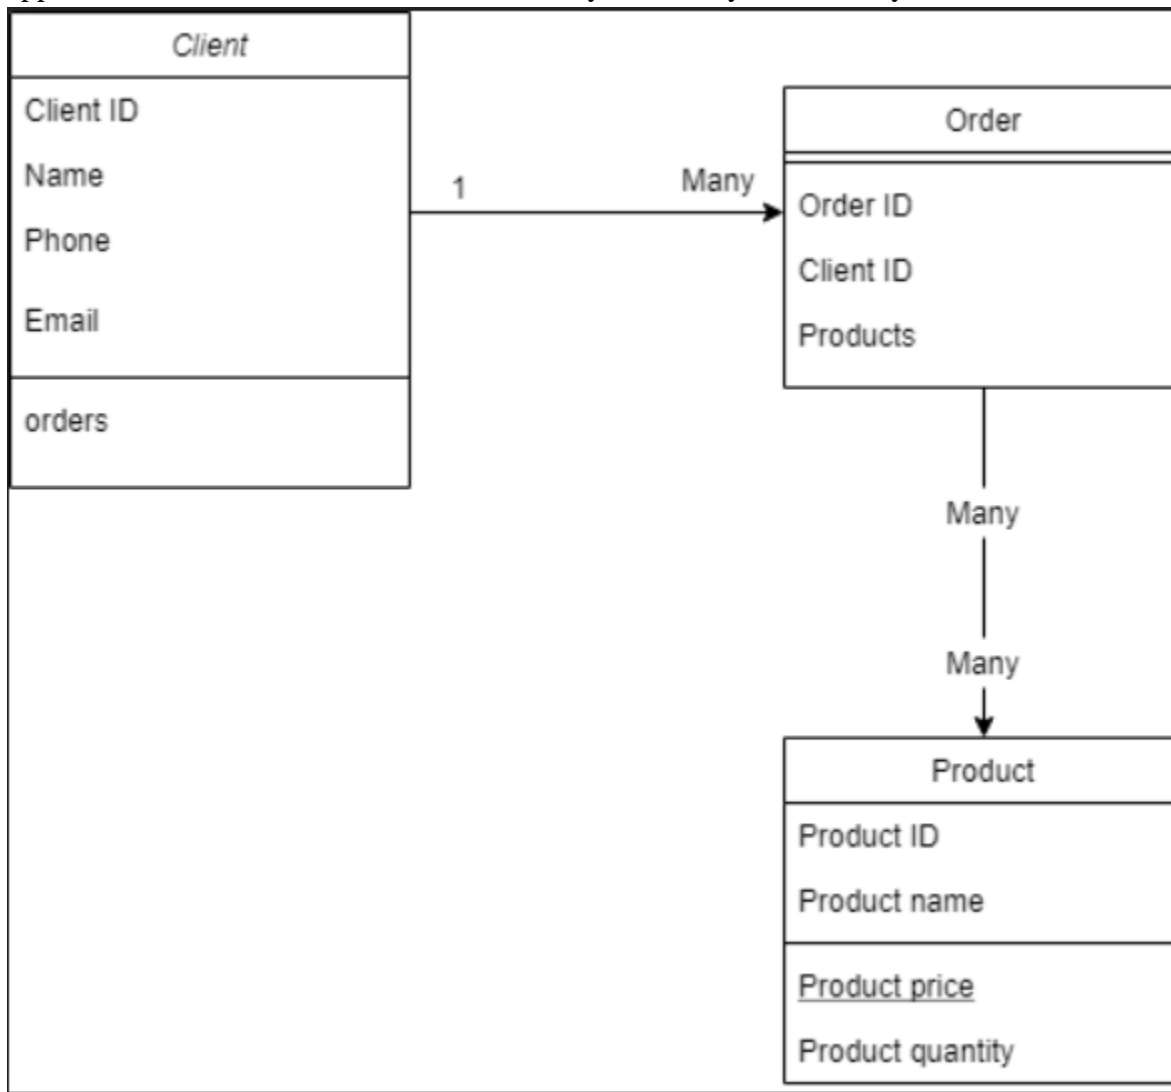 Client
Client ID
Name
Phone
Email
orders
1
Many
Order
Order ID
Client ID
Products
Many
Many
Product
Product ID
Product name
Product price
Product quantity